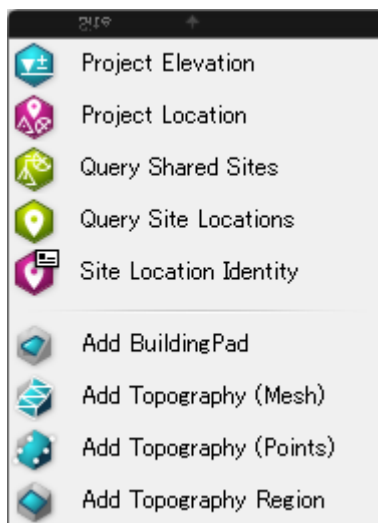 Site
Project Elevation
Project Location
Query Shared Sites
Query Site Locations
Site Location Identity
Add BuildingPad
Add Topography (Mesh)
Add Topography (Points)
Add Topography Region